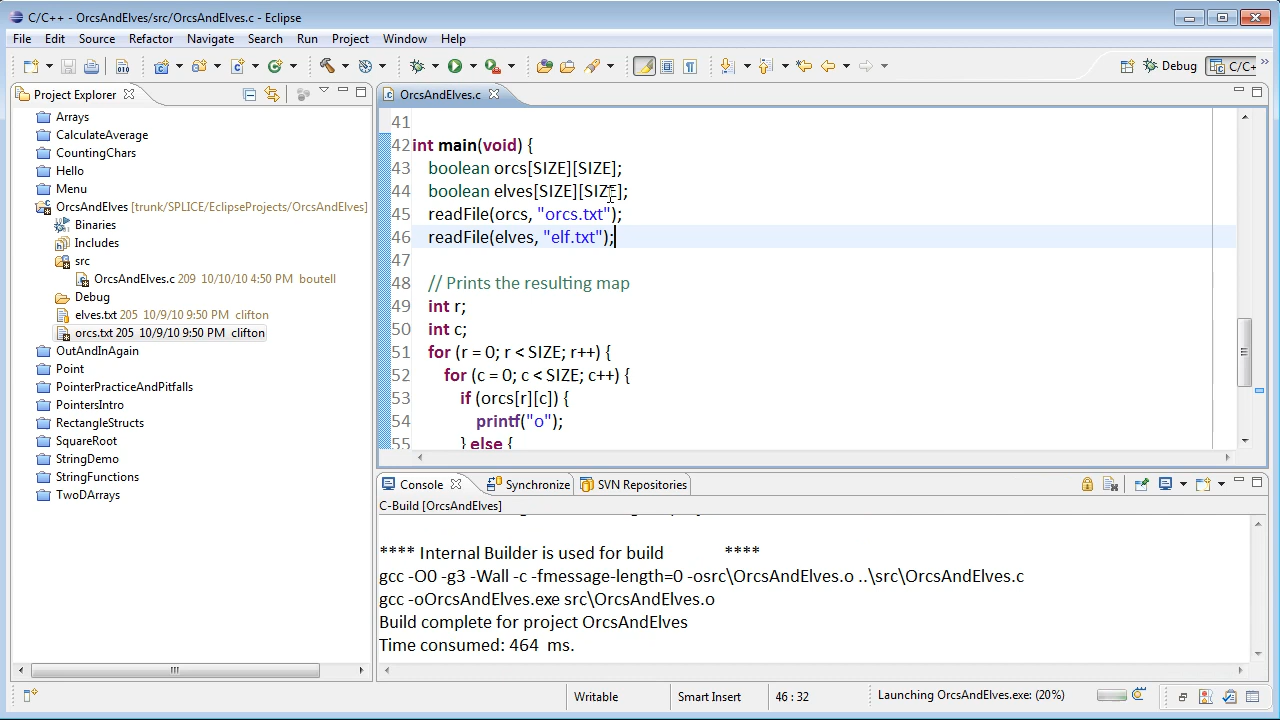 C/C++ - OrcsAndElves/src/OrcsAndElves.c - Eclipse
File Edit Source Refactor Navigate Search Run Project Window Help
Debug C/C+
Project Explorer
Arrays
CalculateAverage
CountingChars
Hello
Menu
OrcsAndElves [trunk/SPLICE/EclipseProjects/OrcsAndElves]
Binaries
Includes
src
OrcsAndElves.c 209 10/10/10 4:50 PM boutell
Debug
elves.txt 205 10/9/10 9:50 PM clifton
orcs.txt 205 10/9/10 9:50 PM clifton
OutAndInAgain
Point
PointerPracticeAndPitfalls
PointersIntro
RectangleStructs
SquareRoot
StringDemo
StringFunctions
TwoDArrays
OrcsAndElves.c
41
42 int main(void) {
43 boolean orcs[SIZE][SIZE];
44 boolean elves[SIZE][SIZE];
45 readFile(orcs, "orcs.txt");
46 readFile(elves, "elf.txt");
47
48 // Prints the resulting map
49 int r;
50 int c;
51 for (r = 0; r < SIZE; r++) {
52 for (c = 0; c < SIZE; c++) {
53 if (orcs[r][c]) {
54 printf("o");
55 } else {
Console Synchronize SVN Repositories
C-Build [OrcsAndElves]
**** Internal Builder is used for build ****
gcc -O0 -g3 -Wall -c -fmessage-length=0 -osrc\OrcsAndElves.o ..\src\OrcsAndElves.c
gcc -oOrcsAndElves.exe src\OrcsAndElves.o
Build complete for project OrcsAndElves
Time consumed: 464 ms.
Writable Smart Insert 46 : 32 Launching OrcsAndElves.exe: (20%)